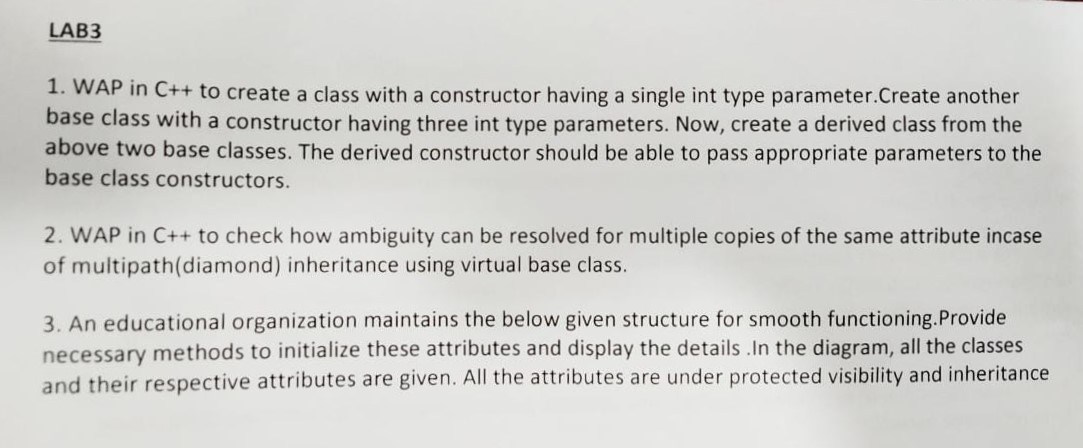 LAB3
1. WAP in C++ to create a class with a constructor having a single int type parameter.Create another
base class with a constructor having three int type parameters. Now, create a derived class from the
above two base classes. The derived constructor should be able to pass appropriate parameters to the
base class constructors.
2. WAP in C++ to check how ambiguity can be resolved for multiple copies of the same attribute incase
of multipath(diamond) inheritance using virtual base class.
3. An educational organization maintains the below given structure for smooth functioning.Provide
necessary methods to initialize these attributes and display the details .In the diagram, all the classes
and their respective attributes are given. All the attributes are under protected visibility and inheritance